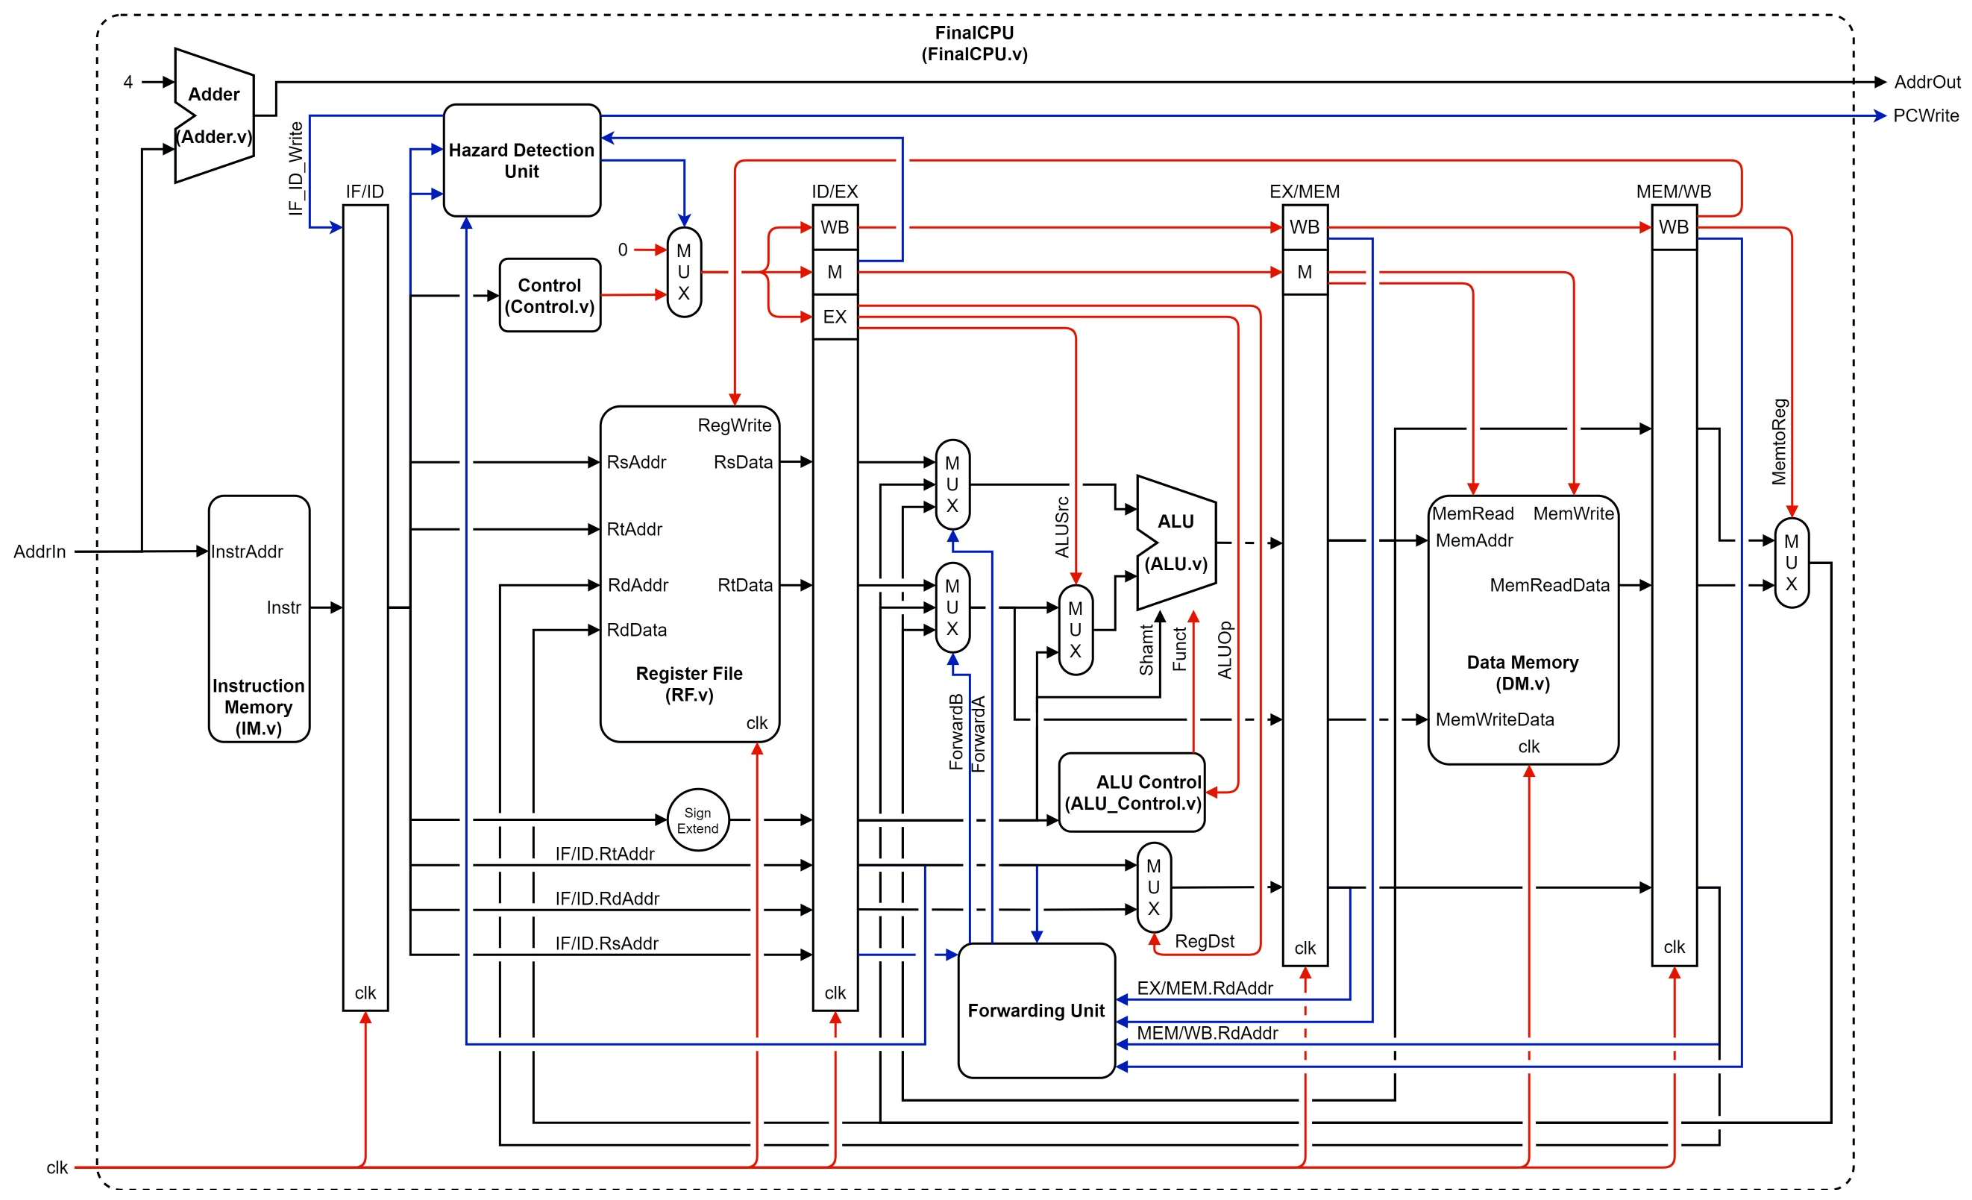 FinalCPU
(FinalCPU.v)
4
Adder
(Adder.v)
AddrOut
PCWrite
IF_ID_Write
Hazard Detection
Unit
IF/ID
ID/EX
EX/MEM
MEM/WB
WB
WB
WB
0
M
U
X
M
M
Control
(Control.v)
EX
RegWrite
RsAddr
RsData
M
U
X
MemtoReg
ALUSrc
ALU
(ALU.v)
MemRead
MemWrite
MemAddr
M
U
X
AddrIn
InstrAddr
RtAddr
RdAddr
RtData
M
U
X
M
U
X
MemReadData
Instr
RdData
Shamt
Funct
ALUOp
Register File
(RF.v)
Instruction
Memory
(IM.v)
clk
Data Memory
(DM.v)
MemWriteData
clk
ForwardB
ForwardA
ALU Control
(ALU_Control.v)
Sign
Extend
IF/ID.RtAddr
IF/ID.RdAddr
IF/ID.RsAddr
M
U
X
RegDst
clk
clk
clk
clk
Forwarding Unit
EX/MEM.RdAddr
MEM/WB.RdAddr
clk